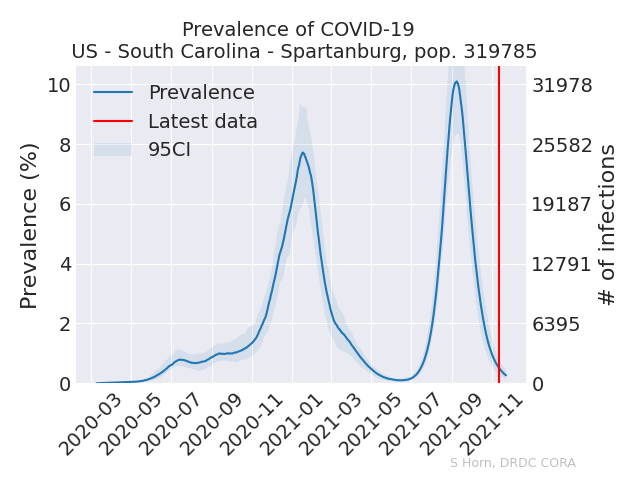 Prevalence of COVID-19
US - South Carolina - Spartanburg, pop. 319785
Prevalence
Latest data
95CI
Prevalence (%)
10
8
6
4
2
0
31978
25582
19187
12791
6395
0
# of infections
2020-03
2020-05
2020-07
2020-09
2020-11
2021-01
2021-03
2021-05
2021-07
2021-09
2021-11
S Horn, DRDC CORA